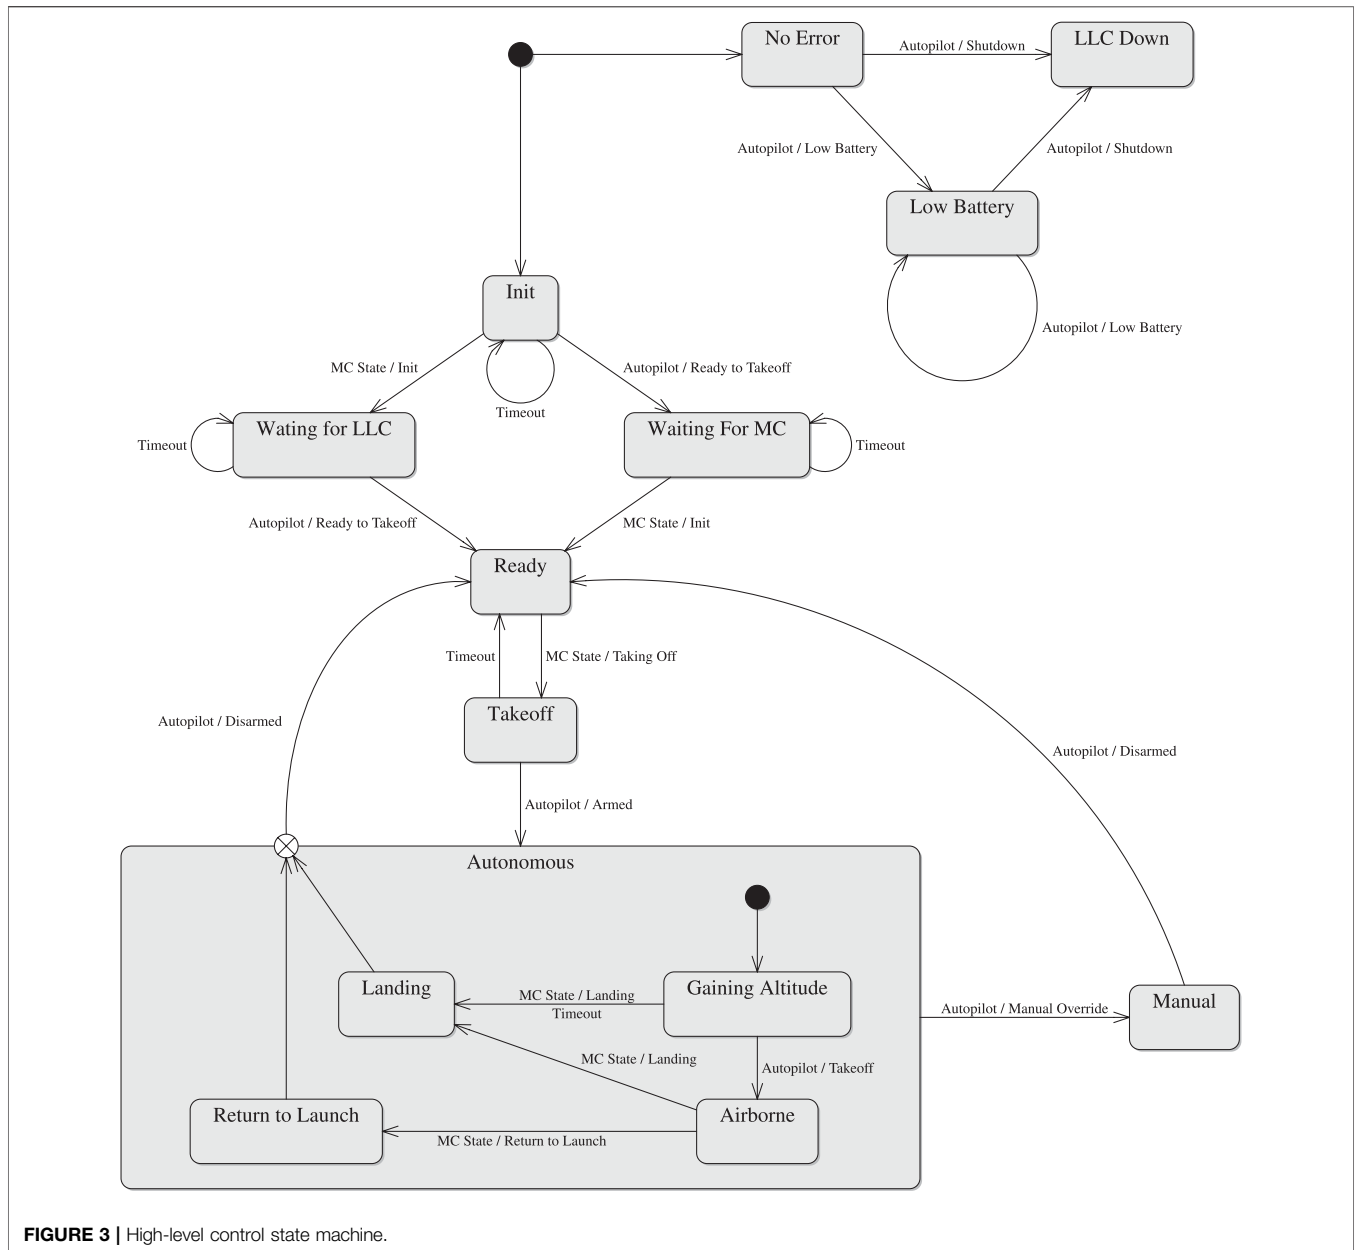 No Error
Autopilot / Shutdown
LLC Down
Autopilot / Low Battery
Autopilot / Shutdown
Low Battery
Autopilot / Low Battery
Init
MC State / Init
Autopilot / Ready to Takeoff
Timeout
Wating for LLC
Waiting For MC
Timeout
Timeout
Autopilot / Ready to Takeoff
MC State / Init
Ready
Timeout
MC State / Taking Off
Takeoff
Autopilot / Disarmed
Autopilot / Disarmed
Autopilot / Armed
Autonomous
Landing
MC State / Landing
Timeout
Gaining Altitude
Autopilot / Manual Override
Manual
MC State / Landing
Autopilot / Takeoff
Return to Launch
MC State / Return to Launch
Airborne
FIGURE 3 | High-level control state machine.